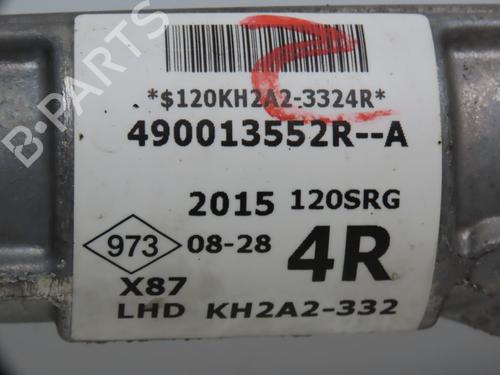 B-PARTS
*$120KH2A2-3324R*
490013552R--A
2015 120SRG
973 08-28 4R
X87
LHD KH2A2-332